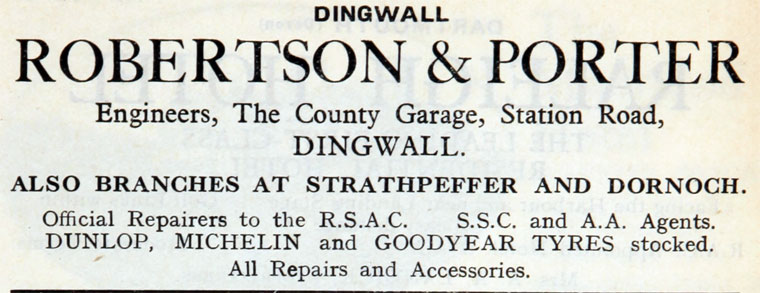 DINGWALL
ROBERTSON & PORTER
Engineers, The County Garage, Station Road,
DINGWALL.
ALSO BRANCHES AT STRATHPEFFER AND DORNOCH.
Official Repairers to the R.S.A.C. S.S.C. and A.A. Agents.
DUNLOP, MICHELIN and GOODYEAR TYRES stocked.
All Repairs and Accessories.